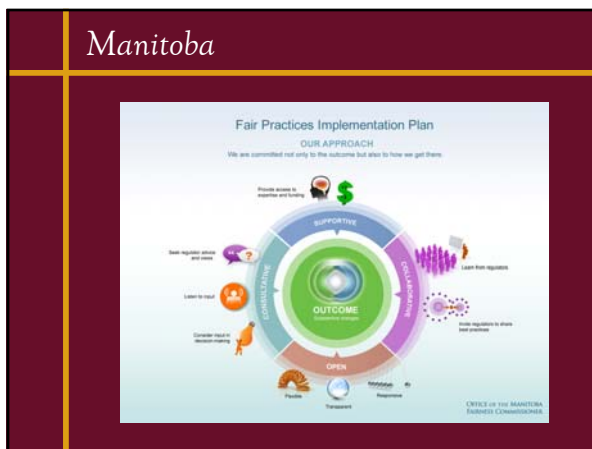 Manitoba
Fair Practices Implementation Plan
OUR APPROACH
We are committed not only to the outcome but also to how we get there.
Provide access to
expertise and funding
SUPPORTIVE
Seek regulator advice
and views
Listen to input
Consider input in
decision-making
CONSULTATIVE
COLLABORATIVE
Learn from regulators
Invite regulators to share
best practices
OUTCOME
OPEN
Flexible
Transparent
Responsive
OFFICE OF THE MANITOBA
FAIRNESS COMMISSIONER